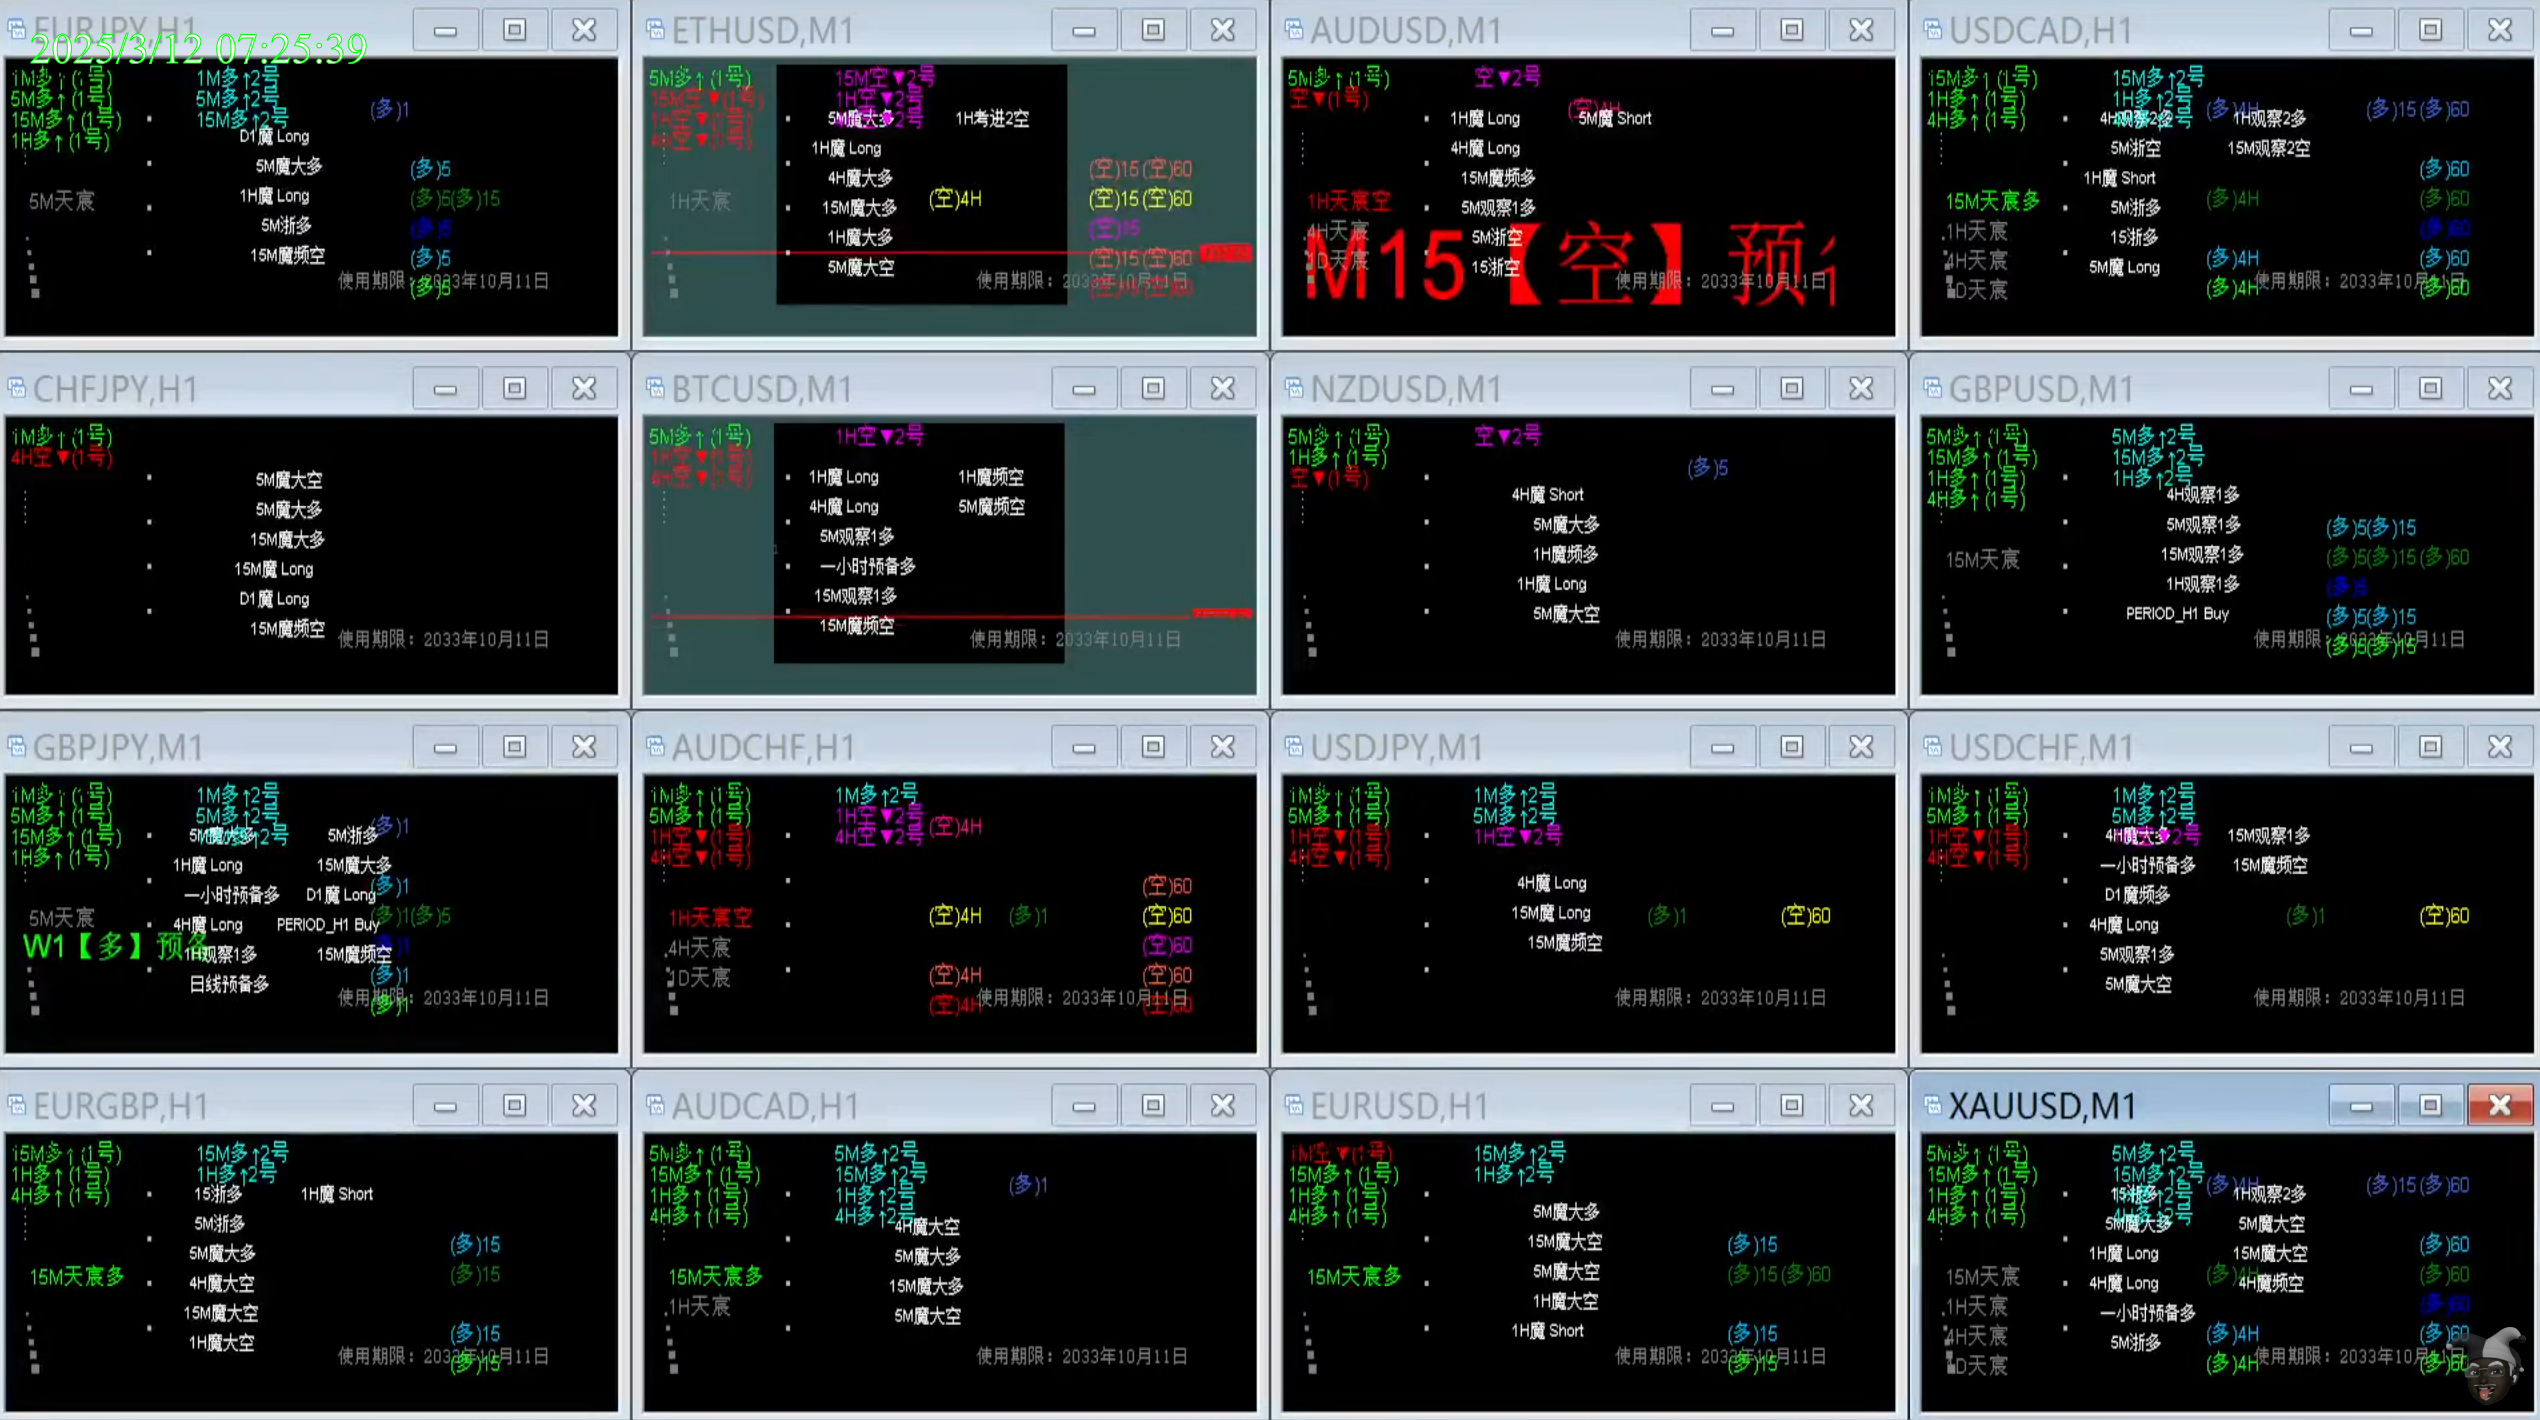 EURJPY,H1
2025/3/12 07:25:39
1M多↑(1号) 1M多↑2号
5M多↑(1号) 5M多↑2号 (多)1
15M多↑(1号) 15M多↑2号
1H多↑(1号) D1魔 Long
5M魔大多 (多)5
5M天宸 1H魔 Long (多)5(多)15
5M浙多 (多)5
15M魔频空 (多)5
使用期限：2033年10月11日
(多)5
ETHUSD,M1
5M多↑(1号) 15M空▼2号
15M空▼(1号) 1H空▼2号
1H空▼(1号) 5M魔大多 1H考进2空
4H空▼(1号)
1H魔 Long
4H魔大多 (空)15(空)60
1H天宸 15M魔大多 (空)4H (空)15(空)60
1H魔大多 (空)15
5M魔大空 (空)15(空)60
使用期限：2033年10月11日
AUDUSD,M1
5M多↑(1号) 空▼2号
空▼(1号) (空)4H
1H魔 Long 5M魔 Short
4H魔 Long
15M魔频多
1H天宸空 5M观察1多
4H天宸 5M浙空
1D天宸 15浙空
M15【空】预
使用期限：2033年10月11日
USDCAD,H1
15M多↑(1号) 15M多↑2号
1H多↑(1号) 1H多↑2号 (多)4H (多)15(多)60
4H多↑(1号) 4H观察2多 1H观察2多
5M浙空 15M观察2空
1H魔 Short (多)60
15M天宸多 5M浙多 (多)4H (多)60
1H天宸 15浙多 (多)60
4H天宸 5M魔 Long (多)4H (多)60
1D天宸 (多)4H 使用期限：2033年10月11日 (多)60
CHFJPY,H1
1M多↑(1号)
4H空▼(1号)
5M魔大空
5M魔大多
15M魔大多
15M魔 Long
D1魔 Long
15M魔频空
使用期限：2033年10月11日
BTCUSD,M1
5M多↑(1号) 1H空▼2号
1H空▼(1号)
4H空▼(1号) 1H魔 Long 1H魔频空
4H魔 Long 5M魔频空
5M观察1多
一小时预备多
15M观察1多
15M魔频空
使用期限：2033年10月11日
NZDUSD,M1
5M多↑(1号) 空▼2号
1H多↑(1号) (多)5
空▼(1号)
4H魔 Short
5M魔大多
1H魔频多
1H魔 Long
5M魔大空
使用期限：2033年10月11日
GBPUSD,M1
5M多↑(1号) 5M多↑2号
15M多↑(1号) 15M多↑2号
1H多↑(1号) 1H多↑2号
4H多↑(1号) 4H观察1多
5M观察1多 (多)5(多)15
15M天宸 15M观察1多 (多)5(多)15(多)60
1H观察1多 (多)5
PERIOD_H1 Buy (多)5(多)15
使用期限：2033年10月11日
(多)5(多)15
GBPJPY,M1
1M多↑(1号) 1M多↑2号
5M多↑(1号) 5M多↑2号 (多)1
15M多↑(1号) 5M魔大多 5M浙多
1H多↑(1号) 1H魔 Long 15M魔大多
一小时预备多 D1魔 Long (多)1
5M天宸 4H魔 Long PERIOD_H1 Buy (多)1(多)5
W1【多】预备 1H观察1多 15M魔频空
日线预备多 (多)1
使用期限：2033年10月11日
(多)1
AUDCHF,H1
1M多↑(1号) 1M多↑2号
5M多↑(1号) 1H空▼2号 (空)4H
1H空▼(1号) 4H空▼2号
4H空▼(1号)
(空)60
1H天宸空 (空)4H (多)1 (空)60
4H天宸 (空)60
1D天宸 (空)4H (空)60
(空)4H 使用期限：2033年10月11日 (空)60
USDJPY,M1
1M多↑(1号) 1M多↑2号
5M多↑(1号) 5M多↑2号
1H空▼(1号) 1H空▼2号
4H空▼(1号)
4H魔 Long
15M魔 Long (多)1 (空)60
15M魔频空
使用期限：2033年10月11日
USDCHF,M1
1M多↑(1号) 1M多↑2号
5M多↑(1号) 5M多↑2号
1H空▼(1号) 4H魔大多 15M观察1多
4H空▼(1号) 一小时预备多 15M魔频空
D1魔频多
4H魔 Long (多)1 (空)60
5M观察1多
5M魔大空
使用期限：2033年10月11日
EURGBP,H1
15M多↑(1号) 15M多↑2号
1H多↑(1号) 1H多↑2号
4H多↑(1号) 15浙多 1H魔 Short
5M浙多 (多)15
5M魔大多
15M天宸多 4H魔大空 (多)15
15M魔大空
1H魔大空 (多)15
使用期限：2033年10月11日
(多)15
AUDCAD,H1
5M多↑(1号) 5M多↑2号
15M多↑(1号) 15M多↑2号 (多)1
1H多↑(1号) 1H多↑2号
4H多↑(1号) 4H多↑2号
4H魔大空
5M魔大多
15M天宸多 15M魔大多
1H天宸 5M魔大空
使用期限：2033年10月11日
EURUSD,H1
1M空▼(1号) 15M多↑2号
15M多↑(1号) 1H多↑2号
1H多↑(1号)
4H多↑(1号) 5M魔大多
15M魔大空 (多)15
15M天宸多 5M魔大空 (多)15(多)60
1H魔大空
1H魔 Short (多)15
使用期限：2033年10月11日
(多)15
XAUUSD,M1
5M多↑(1号) 5M多↑2号
15M多↑(1号) 15M多↑2号 (多)4H (多)15(多)60
1H多↑(1号) 15浙多 1H观察2多
4H多↑(1号) 5M魔大多 5M魔大空
1H魔 Long 15M魔大空 (多)60
15M天宸 4H魔 Long 4H魔频空 (多)60
1H天宸 一小时预备多 (多)60
4H天宸 5M浙多 (多)4H (多)60
1D天宸 (多)4H 使用期限：2033年10月11日 (多)60